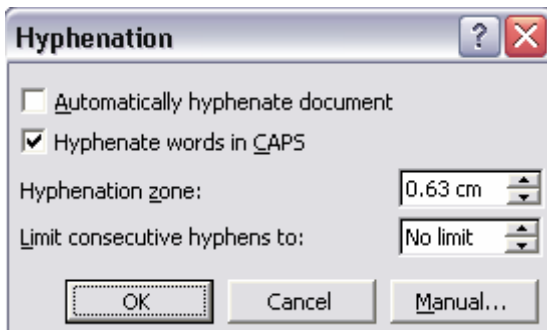 Hyphenation ?
Automatically hyphenate document
Hyphenate words in CAPS
Hyphenation zone: 0.63 cm
Limit consecutive hyphens to: No limit
OK Cancel Manual...